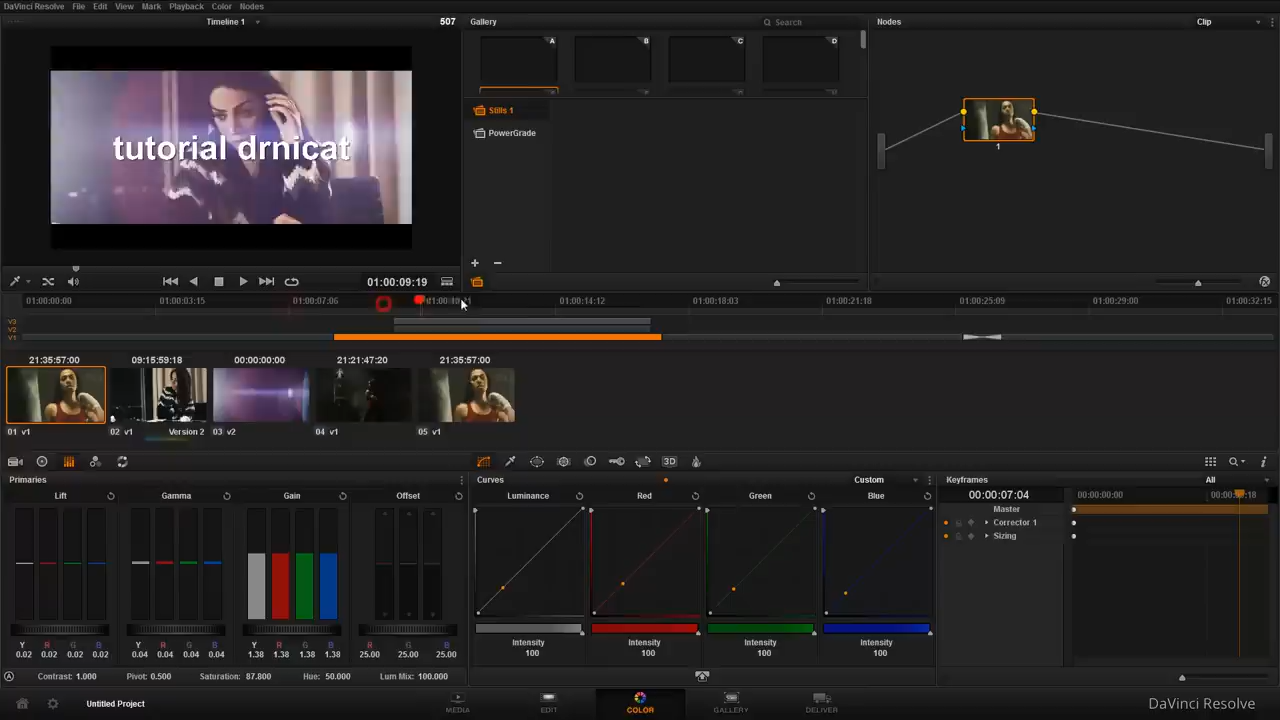 DaVinci Resolve File Edit View Mark Playback Color Nodes
Timeline 1 507 Gallery Search Nodes Clip
A B C D
Stills 1
PowerGrade
tutorial drnicat
1
01:00:09:19
01:00:00:00 01:00:03:15 01:00:07:06 01:00:14:12 01:00:18:03 01:00:21:18 01:00:25:09 01:00:29:00 01:00:32:15
V3
V2
V1
21:35:57:00 09:15:59:18 00:00:00:00 21:21:47:20 21:35:57:00
01 v1 02 v1 Version 2 03 v2 04 v1 05 v1
3D
Primaries Curves Custom Keyframes All
Lift Gamma Gain Offset Luminance Red Green Blue 00:00:07:04 00:00:00:00
Master
Corrector 1
Sizing
Intensity Intensity Intensity Intensity
100 100 100 100
Y R G B Y R G B Y R G B R G B
0.02 0.02 0.02 0.02 0.04 0.04 0.04 0.04 1.38 1.38 1.38 1.38 25.00 25.00 25.00
A Contrast: 1.000 Pivot: 0.500 Saturation: 87.800 Hue: 50.000 Lum Mix: 100.000
Untitled Project MEDIA EDIT COLOR GALLERY DELIVER DaVinci Resolve